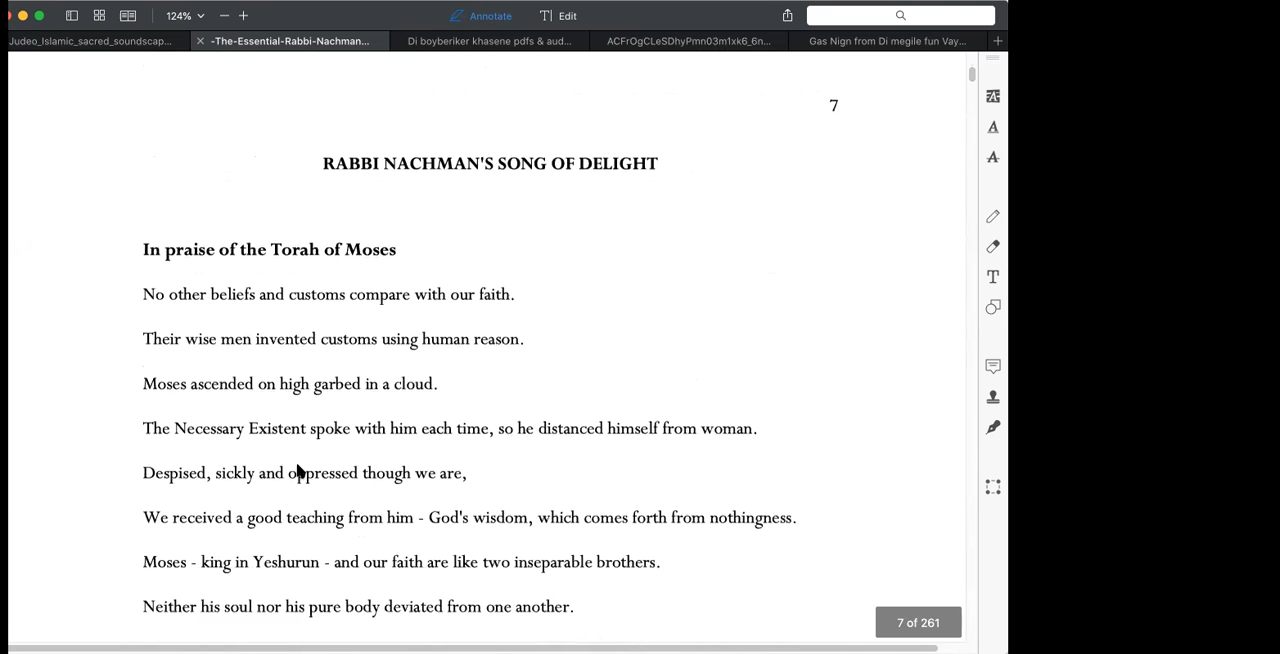 124%
Annotate
Edit
Judeo_Islamic_sacred_soundscap...
-The-Essential-Rabbi-Nachman...
Di boyberiker khasene pdfs & aud...
ACFrOgCLeSDhyPmn03m1xk6_6n...
Gas Nign from Di megile fun Vay...
7
RABBI NACHMAN'S SONG OF DELIGHT
In praise of the Torah of Moses
No other beliefs and customs compare with our faith.
Their wise men invented customs using human reason.
Moses ascended on high garbed in a cloud.
The Necessary Existent spoke with him each time, so he distanced himself from woman.
Despised, sickly and oppressed though we are,
We received a good teaching from him - God's wisdom, which comes forth from nothingness.
Moses - king in Yeshurun - and our faith are like two inseparable brothers.
Neither his soul nor his pure body deviated from one another.
7 of 261